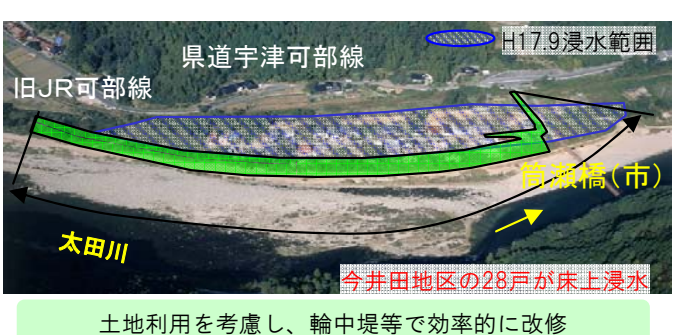 H17.9浸水範囲
県道宇津可部線
旧JR可部線
筒瀬橋(市)
太田川
今井田地区の28戸が床上浸水
土地利用を考慮し、輪中堤等で効率的に改修